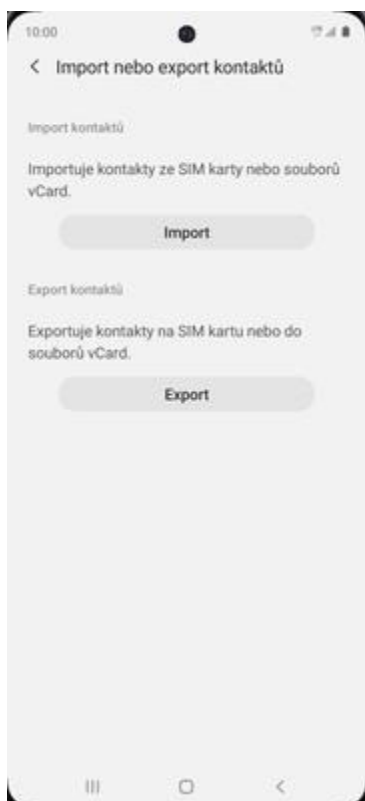 10:00
Import nebo export kontaktů
Import kontaktů
Importuje kontakty ze SIM karty nebo souborů
vCard.
Import
Export kontaktů
Exportuje kontakty na SIM kartu nebo do
souborů vCard.
Export